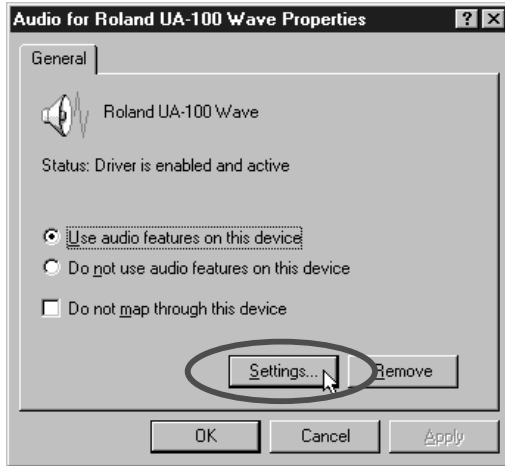 Audio for Roland UA-100 Wave Properties
General
Roland UA-100 Wave
Status: Driver is enabled and active
Use audio features on this device
Do not use audio features on this device
Do not map through this device
Settings... Remove
OK Cancel Apply